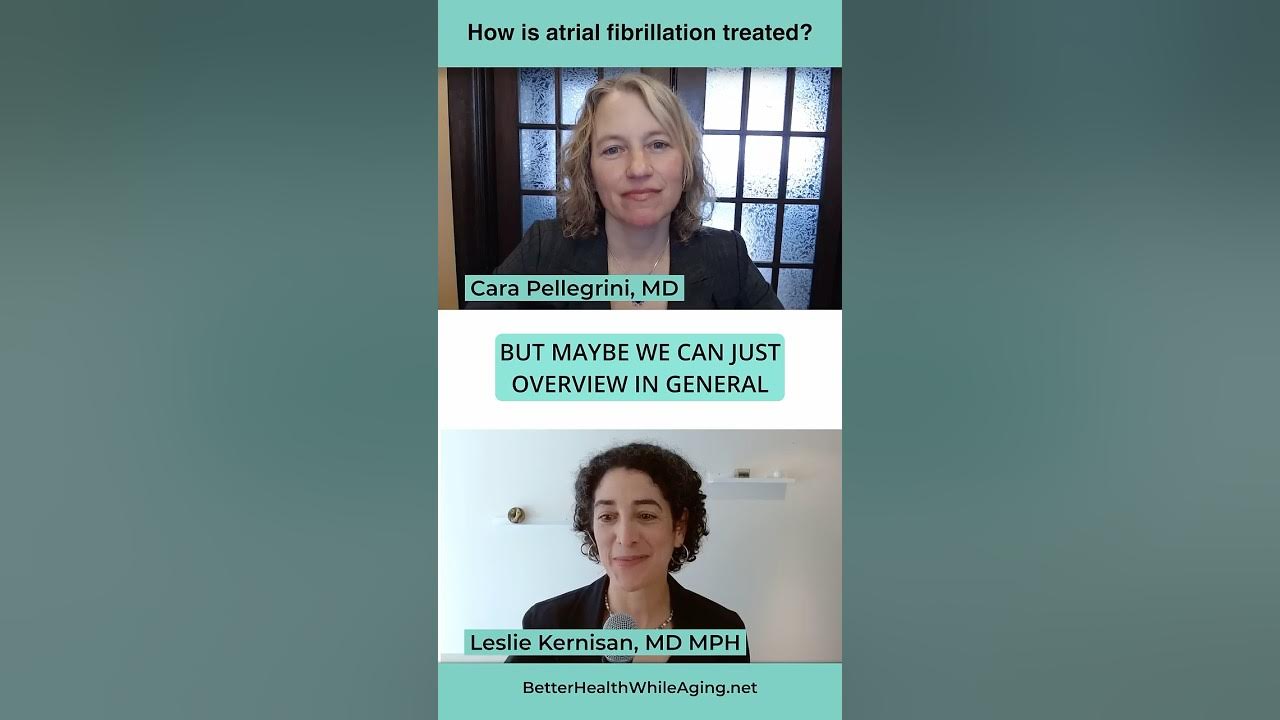 How is atrial fibrillation treated?
Cara Pellegrini, MD
BUT MAYBE WE CAN JUST
OVERVIEW IN GENERAL
Leslie Kernisan, MD MPH
BetterHealthWhileAging.net